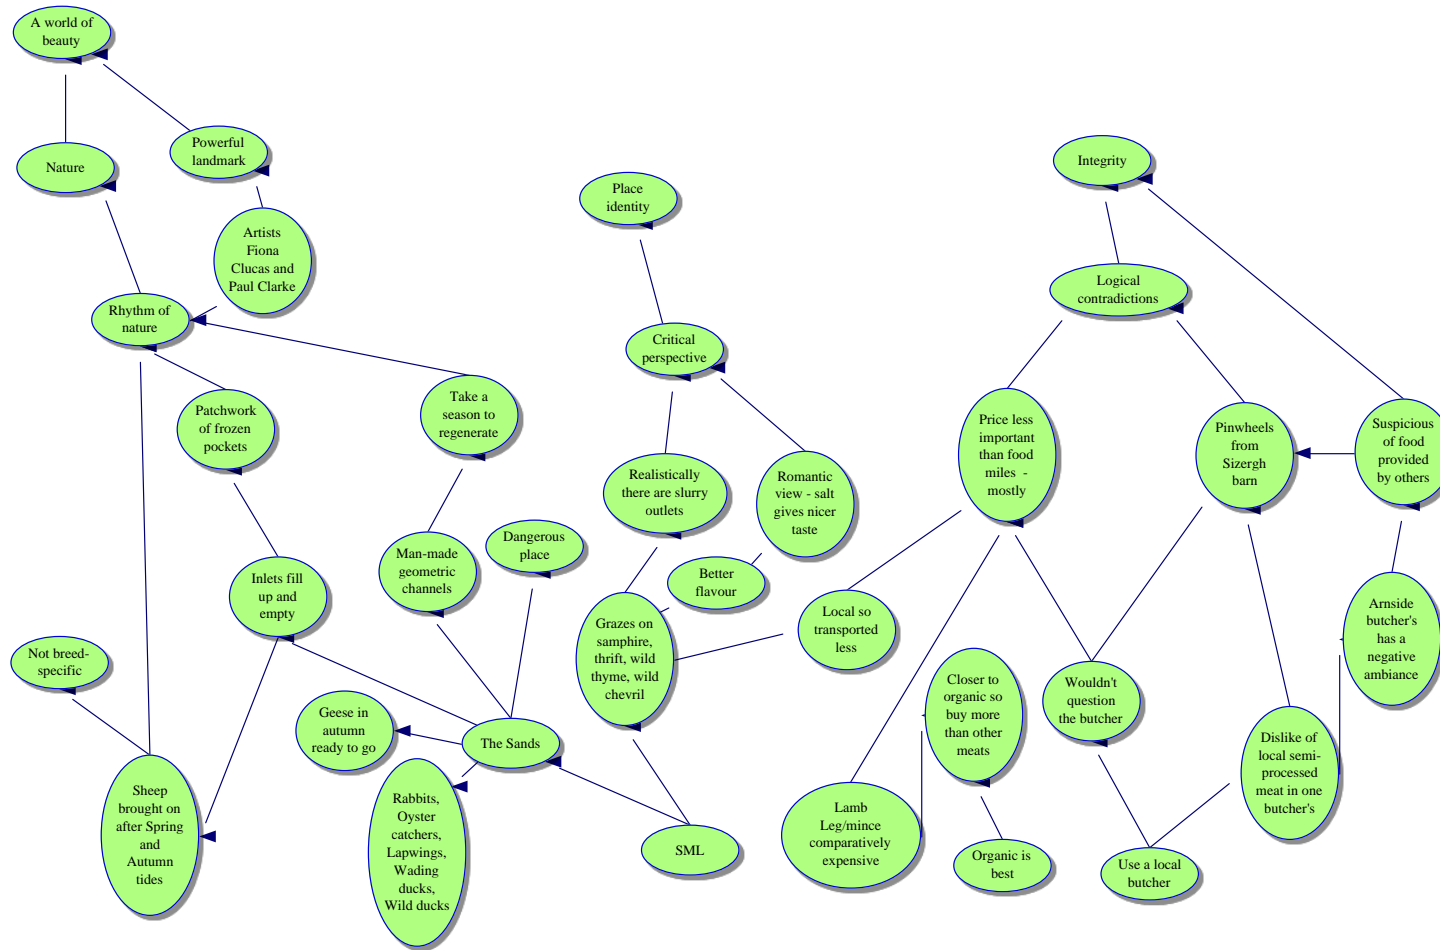 A world of
beauty
Powerful
landmark
Nature
Integrity
Place
identity
Artists
Fiona
Clucas and
Paul Clarke
Logical
contradictions
Rhythm of
nature
Critical
perspective
Take a
season to
regenerate
Patchwork
of frozen
pockets
Price less
important
than food
miles -
mostly
Pinwheels
from
Sizergh
barn
Suspicious
of food
provided
by others
Realistically
there are slurry
outlets
Romantic
view - salt
gives nicer
taste
Dangerous
place
Man-made
geometric
channels
Inlets fill
up and
empty
Better
flavour
Local so
transported
less
Grazes on
samphire,
thrift, wild
thyme, wild
chevril
Arnside
butcher's
has a
negative
ambiance
Not breed-
specific
Closer to
organic so
buy more
than other
meats
Wouldn't
question
the butcher
Geese in
autumn
ready to go
The Sands
Dislike of
local semi-
processed
meat in one
butcher's
Sheep
brought on
after Spring
and
Autumn
tides
Rabbits,
Oyster
catchers,
Lapwings,
Wading
ducks,
Wild ducks
SML
Lamb
Leg/mince
comparatively
expensive
Organic is
best
Use a local
butcher